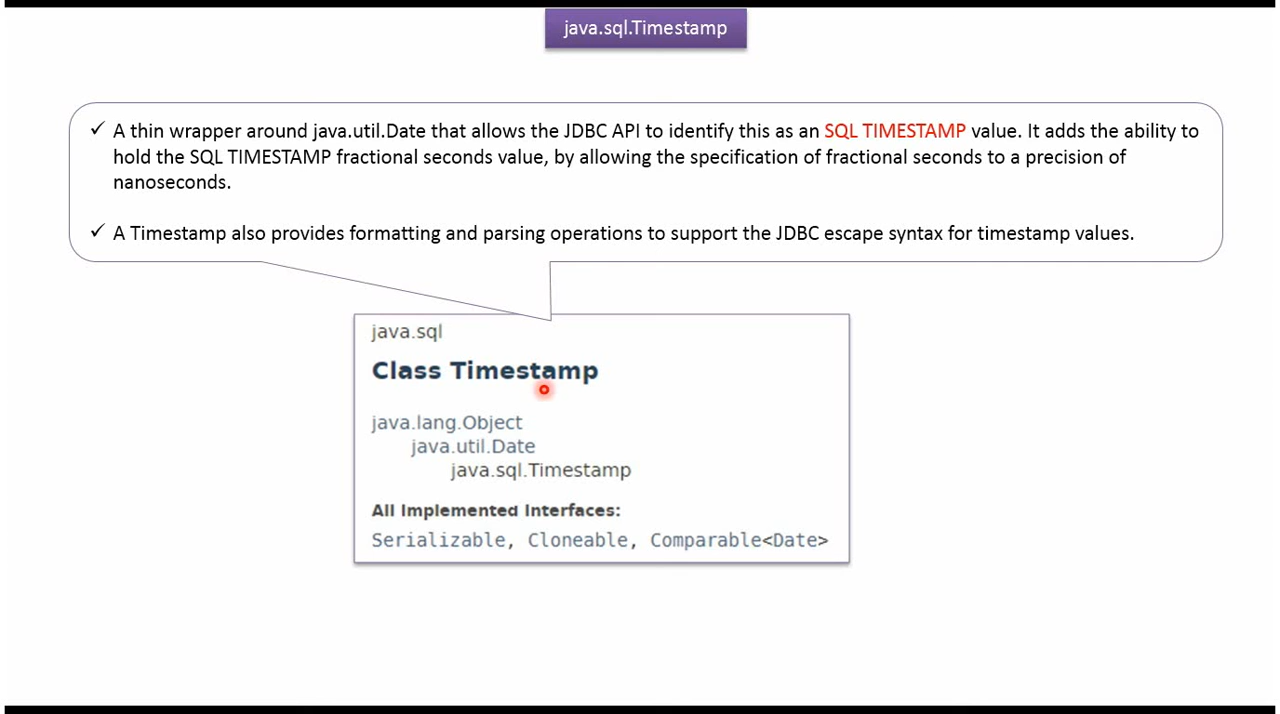 java.sql.Timestamp
✓ A thin wrapper around java.util.Date that allows the JDBC API to identify this as an SQL TIMESTAMP value. It adds the ability to
hold the SQL TIMESTAMP fractional seconds value, by allowing the specification of fractional seconds to a precision of
nanoseconds.
✓ A Timestamp also provides formatting and parsing operations to support the JDBC escape syntax for timestamp values.
java.sql
Class Timestamp
java.lang.Object
java.util.Date
java.sql.Timestamp
All Implemented Interfaces:
Serializable, Cloneable, Comparable<Date>